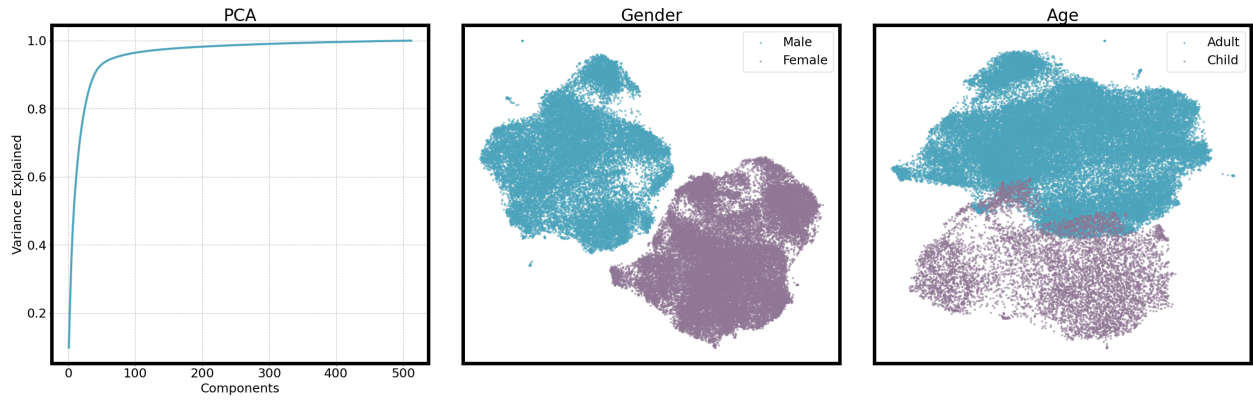 PCA
Variance Explained
1.0
0.8
0.6
0.4
0.2
0
100
200
300
400
500
Components
Gender
Male
Female
Age
Adult
Child